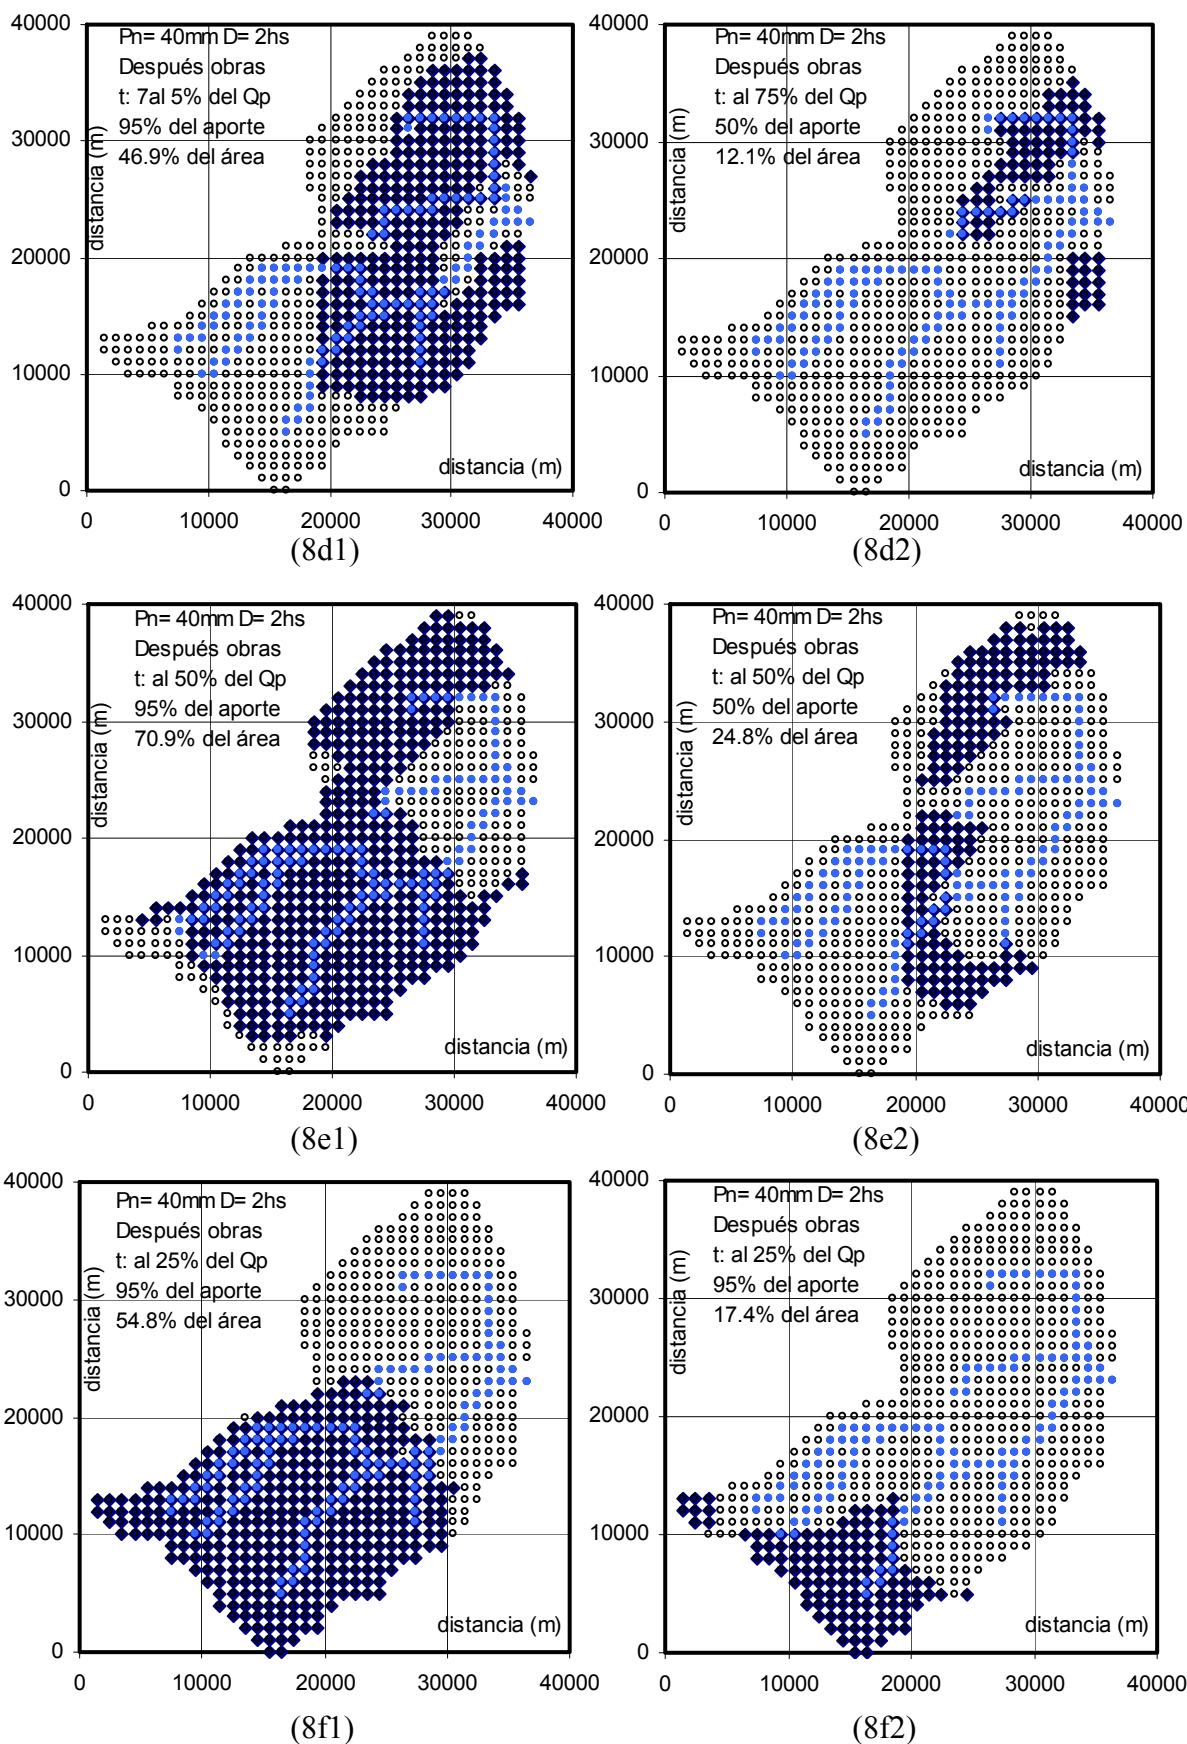 40000
30000
20000
10000
0
distancia (m)
Pn= 40mm D= 2hs
Después obras
t: 7al 5% del Qp
95% del aporte
46.9% del área
distancia (m)
0 10000 20000 30000 40000
(8d1)
40000
30000
20000
10000
0
distancia (m)
Pn= 40mm D= 2hs
Después obras
t: al 75% del Qp
50% del aporte
12.1% del área
distancia (m)
0 10000 20000 30000 40000
(8d2)
40000
30000
20000
10000
0
distancia (m)
Pn= 40mm D= 2hs
Después obras
t: al 50% del Qp
95% del aporte
70.9% del área
distancia (m)
0 10000 20000 30000 40000
(8e1)
40000
30000
20000
10000
0
distancia (m)
Pn= 40mm D= 2hs
Después obras
t: al 50% del Qp
50% del aporte
24.8% del área
distancia (m)
0 10000 20000 30000 40000
(8e2)
40000
30000
20000
10000
0
distancia (m)
Pn= 40mm D= 2hs
Después obras
t: al 25% del Qp
95% del aporte
54.8% del área
distancia (m)
0 10000 20000 30000 40000
(8f1)
40000
30000
20000
10000
0
distancia (m)
Pn= 40mm D= 2hs
Después obras
t: al 25% del Qp
95% del aporte
17.4% del área
distancia (m)
0 10000 20000 30000 40000
(8f2)